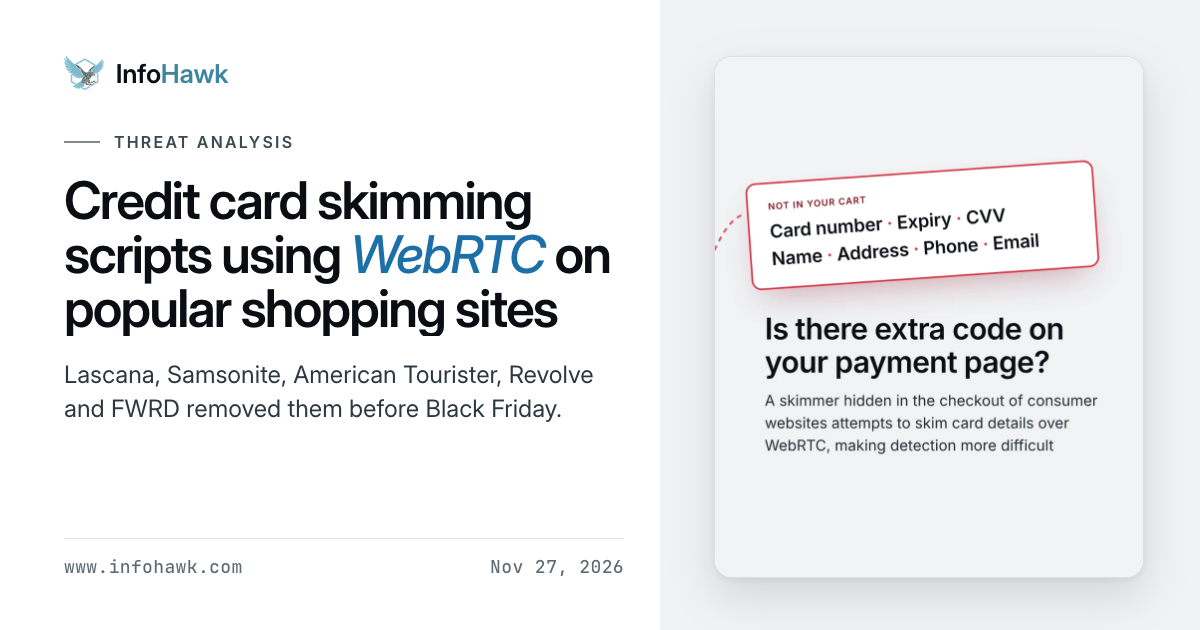 InfoHawk
THREAT ANALYSIS
Credit card skimming
scripts using WebRTC on
popular shopping sites
Lascana, Samsonite, American Tourister, Revolve
and FWRD removed them before Black Friday.
www.infohawk.com
Nov 27, 2026
NOT IN YOUR CART
Card number · Expiry · CVV
Name · Address · Phone · Email
Is there extra code on
your payment page?
A skimmer hidden in the checkout of consumer
websites attempts to skim card details over
WebRTC, making detection more difficult